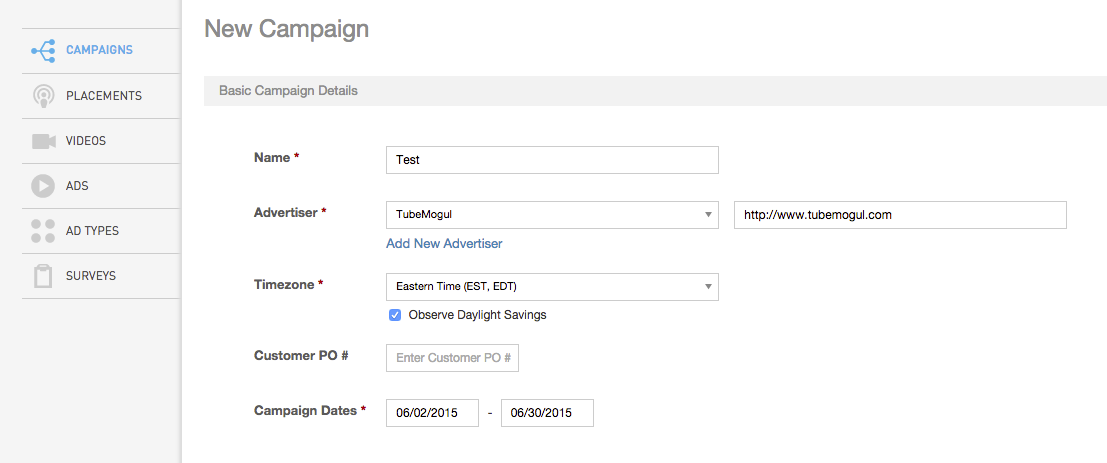 CAMPAIGNS
PLACEMENTS
VIDEOS
ADS
AD TYPES
SURVEYS
New Campaign
Basic Campaign Details
Name * Test
Advertiser * TubeMogul http://www.tubemogul.com
Add New Advertiser
Timezone * Eastern Time (EST, EDT)
Observe Daylight Savings
Customer PO # Enter Customer PO #
Campaign Dates * 06/02/2015 - 06/30/2015